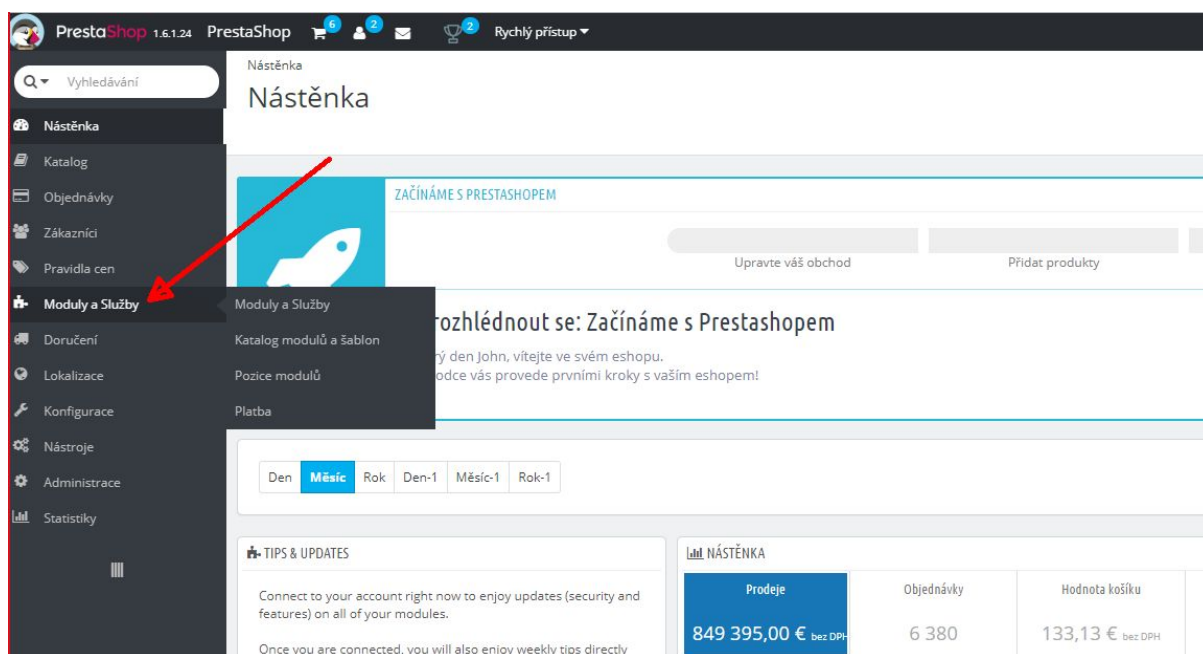 PrestaShop 1.6.1.24 PrestaShop 6 2 2 Rychlý přístup
Vyhledávání
Nástěnka
Katalog
Objednávky
Zákazníci
Pravidla cen
Moduly a Služby
Doručení
Lokalizace
Konfigurace
Nástroje
Administrace
Statistiky
Moduly a Služby
Katalog modulů a šablon
Pozice modulů
Platba
Nástěnka
Nástěnka
ZAČÍNÁME S PRESTASHOPEM
Upravte váš obchod Přidat produkty
rozhlédnout se: Začínáme s Prestashopem
rý den John, vítejte ve svém eshopu.
odce vás provede prvními kroky s vaším eshopem!
Den Měsíc Rok Den-1 Měsíc-1 Rok-1
TIPS & UPDATES
Connect to your account right now to enjoy updates (security and
features) on all of your modules.
Once you are connected, you will also enjoy weekly tips directly
NÁSTĚNKA
Prodeje Objednávky Hodnota košíku
849 395,00 € bez DPH 6 380 133,13 € bez DPH